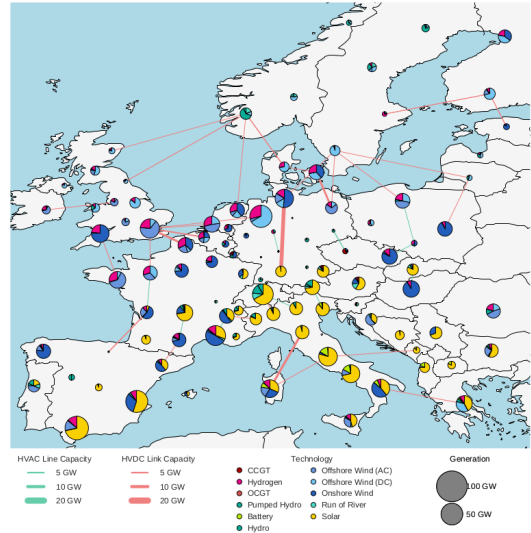 HVAC Line Capacity
5 GW
10 GW
20 GW
HVDC Link Capacity
5 GW
10 GW
20 GW
Technology
CCGT
Hydrogen
OCGT
Pumped Hydro
Battery
Hydro
Offshore Wind (AC)
Offshore Wind (DC)
Onshore Wind
Run of River
Solar
Generation
100 GW
50 GW